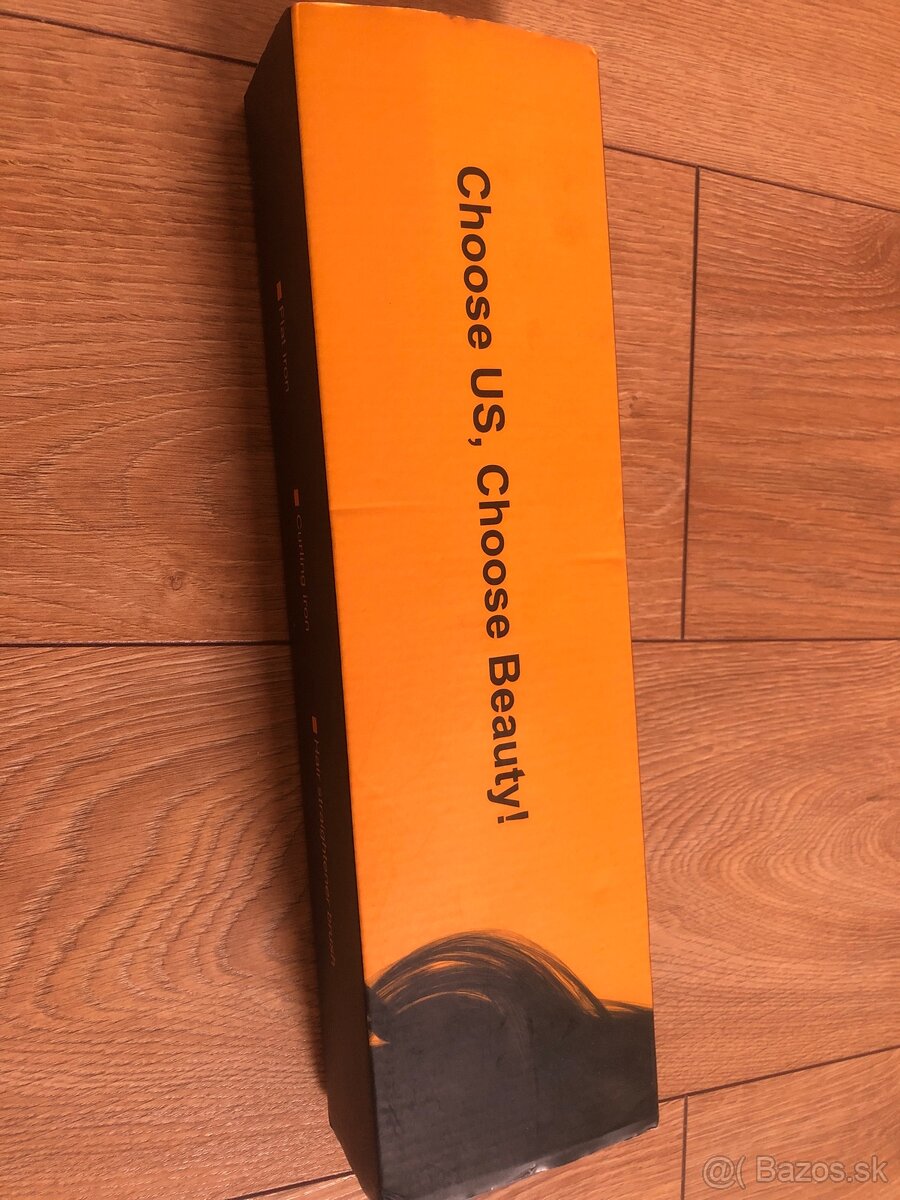 Choose US, Choose Beauty!
Flat Iron
Curling Iron
Hair straightener brush
@( Bazos.sk